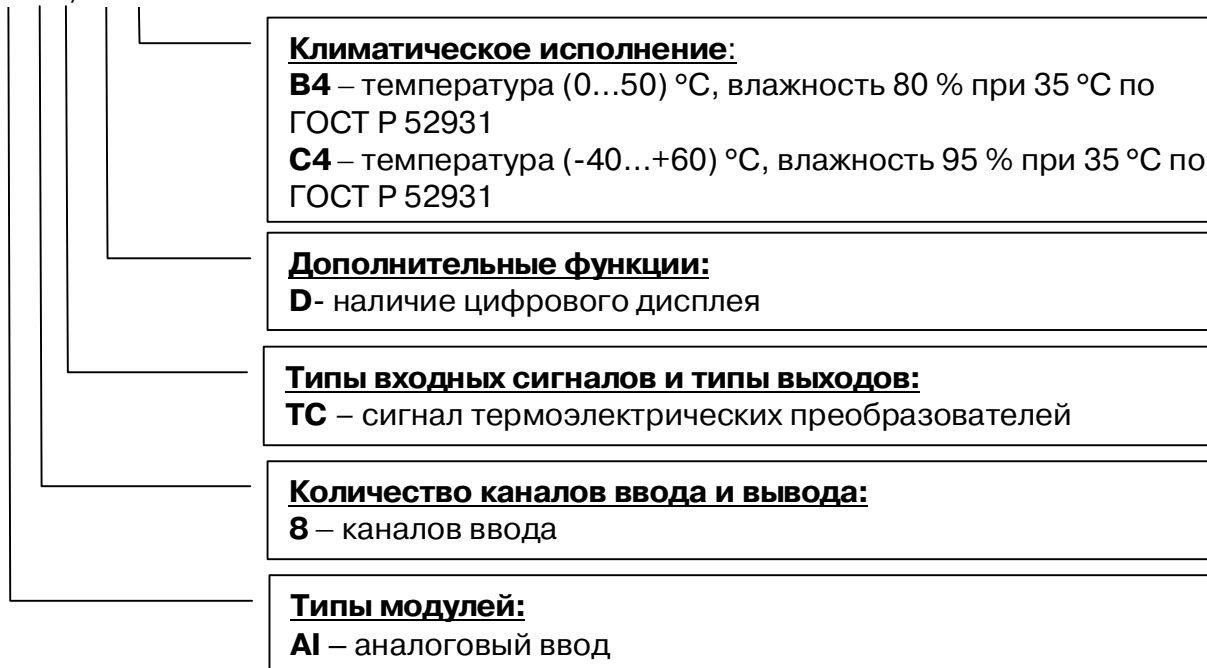 Климатическое исполнение:
B4 – температура (0…50) °С, влажность 80 % при 35 °С по
ГОСТ Р 52931
C4 – температура (-40…+60) °С, влажность 95 % при 35 °С по
ГОСТ Р 52931
Дополнительные функции:
D- наличие цифрового дисплея
Типы входных сигналов и типы выходов:
TC – сигнал термоэлектрических преобразователей
Количество каналов ввода и вывода:
8 – каналов ввода
Типы модулей:
AI – аналоговый ввод